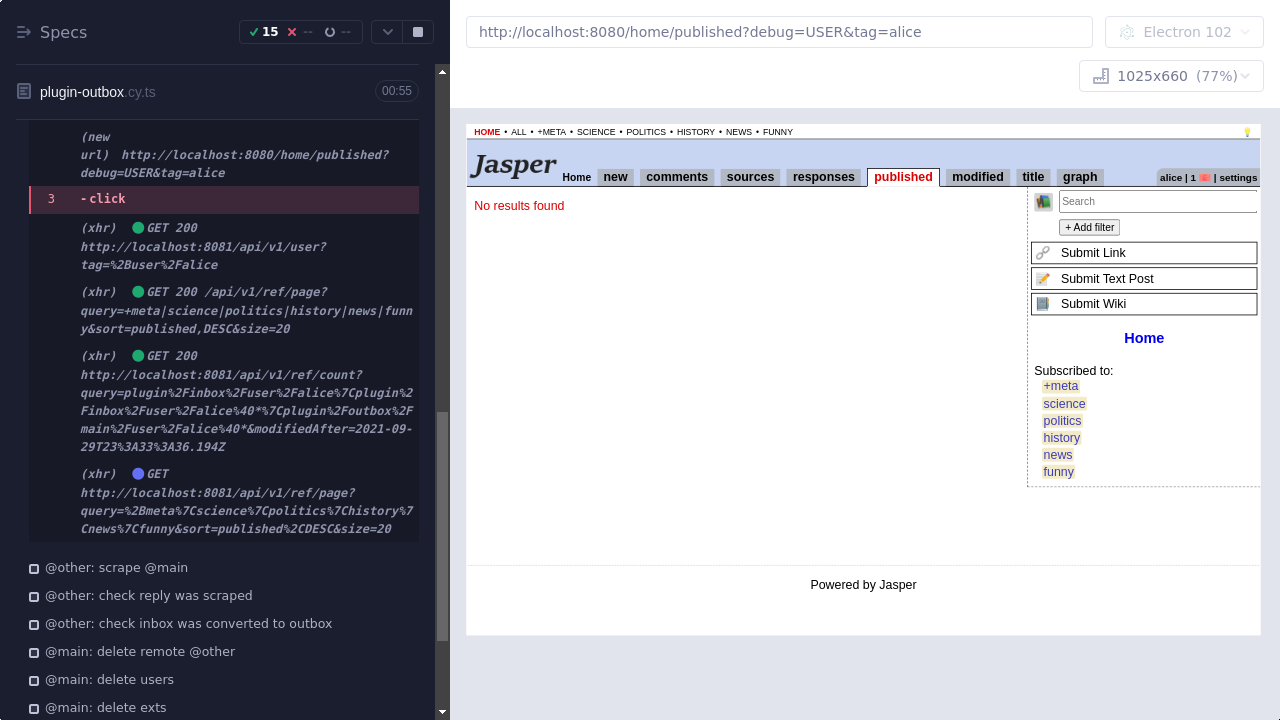 Specs
15
--
--
plugin-outbox.cy.ts
00:55
(new
url) http://localhost:8080/home/published?
debug=USER&tag=alice
3 -click
(xhr) GET 200
http://localhost:8081/api/v1/user?
tag=%2Buser%2Falice
(xhr) GET 200 /api/v1/ref/page?
query=+meta|science|politics|history|news|funn
y&sort=published,DESC&size=20
(xhr) GET 200
http://localhost:8081/api/v1/ref/count?
query=plugin%2Finbox%2Fuser%2Falice%7Cplugin%2
Finbox%2Fuser%2Falice%40*%7Cplugin%2Foutbox%2F
main%2Fuser%2Falice%40*&modifiedAfter=2021-09-
29T23%3A33%3A36.194Z
(xhr) GET
http://localhost:8081/api/v1/ref/page?
query=%2Bmeta%7Cscience%7Cpolitics%7Chistory%7
Cnews%7Cfunny&sort=published%2CDESC&size=20
@other: scrape @main
@other: check reply was scraped
@other: check inbox was converted to outbox
@main: delete remote @other
@main: delete users
@main: delete exts
http://localhost:8080/home/published?debug=USER&tag=alice
Electron 102
1025x660 (77%)
HOME • ALL • +META • SCIENCE • POLITICS • HISTORY • NEWS • FUNNY
Jasper
Home new comments sources responses published modified title graph
alice | 1 | settings
No results found
Search
+ Add filter
Submit Link
Submit Text Post
Submit Wiki
Home
Subscribed to:
+meta
science
politics
history
news
funny
Powered by Jasper